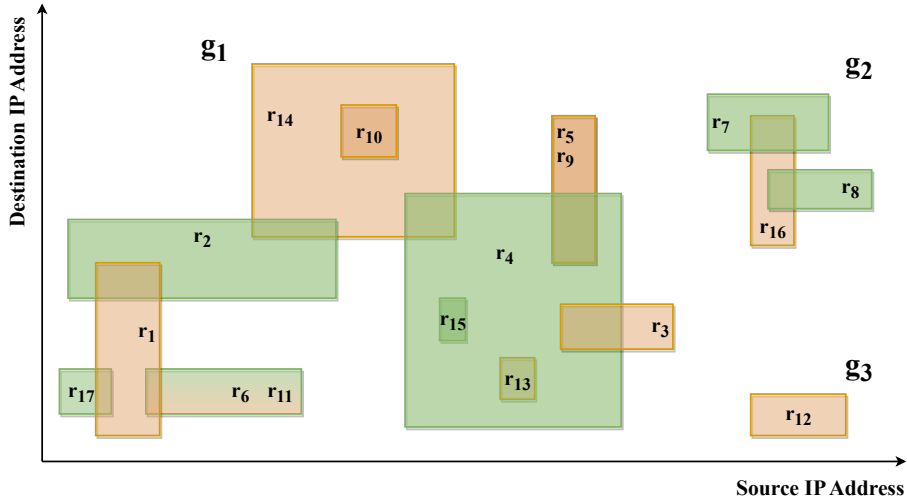 Destination IP Address
g1
g2
r14
r10
r5
r9
r7
r8
r16
r2
r4
r1
r15
r3
r13
r17
r6 r11
g3
r12
Source IP Address